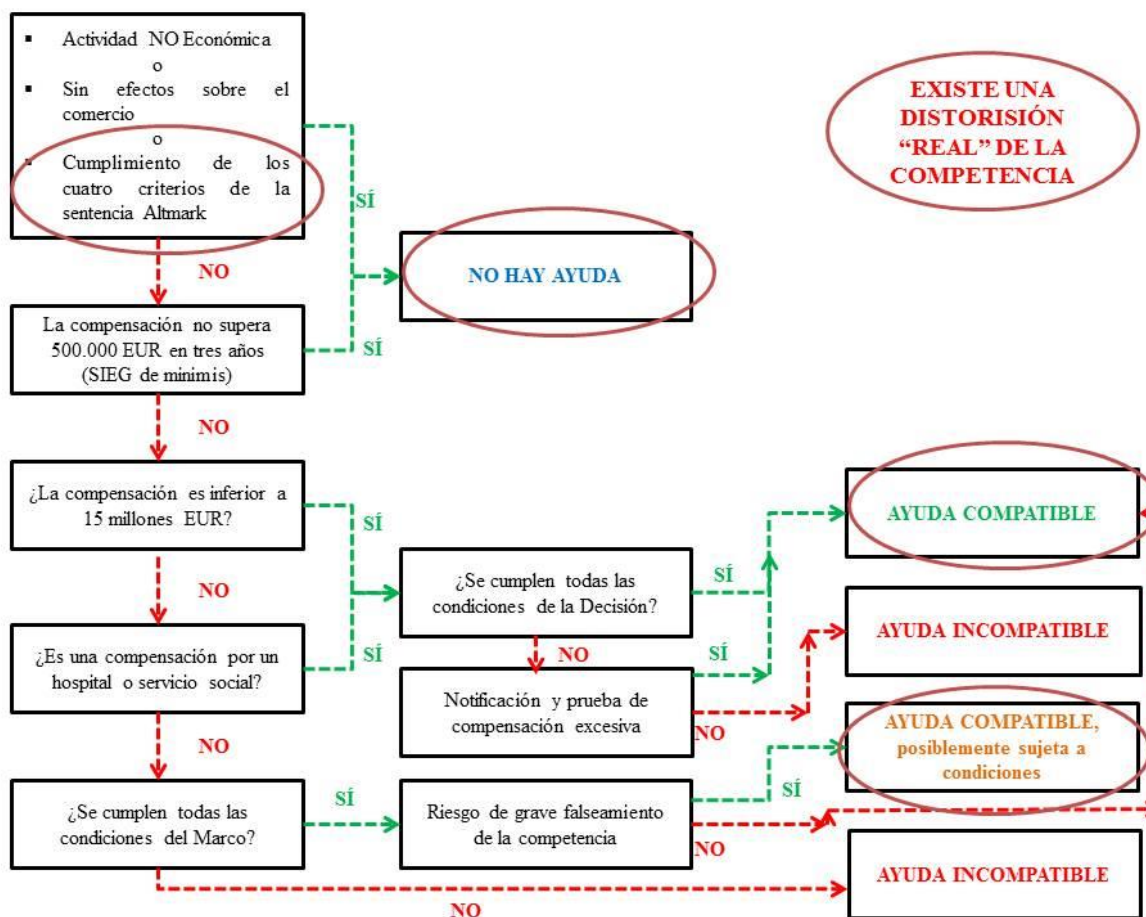 ▪ Actividad NO Económica
o
▪ Sin efectos sobre el
comercio
o
▪ Cumplimiento de los
cuatro criterios de la
sentencia Altmark
SÍ
NO
EXISTE UNA
DISTORISIÓN
“REAL” DE LA
COMPETENCIA
NO HAY AYUDA
La compensación no supera
500.000 EUR en tres años
(SIEG de minimis)
SÍ
NO
¿La compensación es inferior a
15 millones EUR?
SÍ
NO
¿Se cumplen todas las
condiciones de la Decisión?
SÍ
NO
AYUDA COMPATIBLE
¿Es una compensación por un
hospital o servicio social?
SÍ
NO
Notificación y prueba de
compensación excesiva
SÍ
NO
AYUDA INCOMPATIBLE
AYUDA COMPATIBLE,
posiblemente sujeta a
condiciones
¿Se cumplen todas las
condiciones del Marco?
SÍ
NO
Riesgo de grave falseamiento
de la competencia
SÍ
NO
AYUDA INCOMPATIBLE